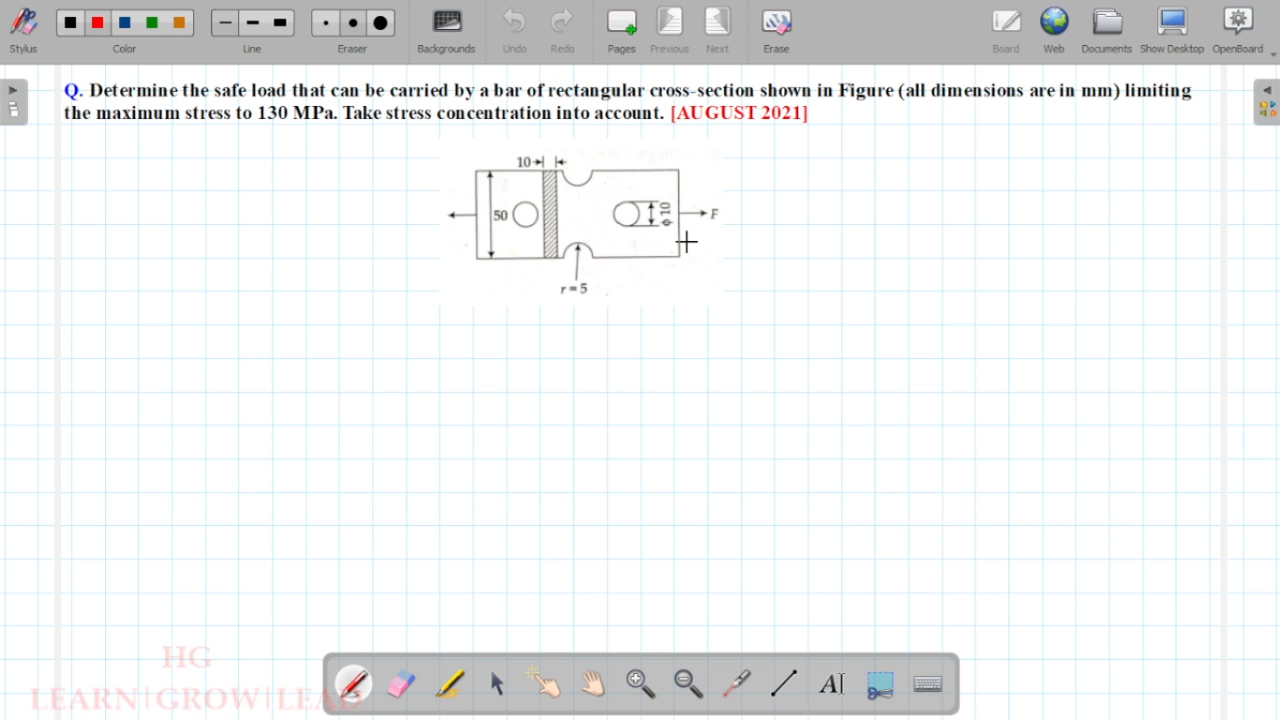 Stylus Color Line Eraser Backgrounds Undo Redo Pages Previous Next Erase Board Web Documents Show Desktop OpenBoard
Q. Determine the safe load that can be carried by a bar of rectangular cross-section shown in Figure (all dimensions are in mm) limiting
the maximum stress to 130 MPa. Take stress concentration into account. [AUGUST 2021]
10
50
ϕ 10
F
r = 5
HG
LEARN|GROW|LEAD
AI